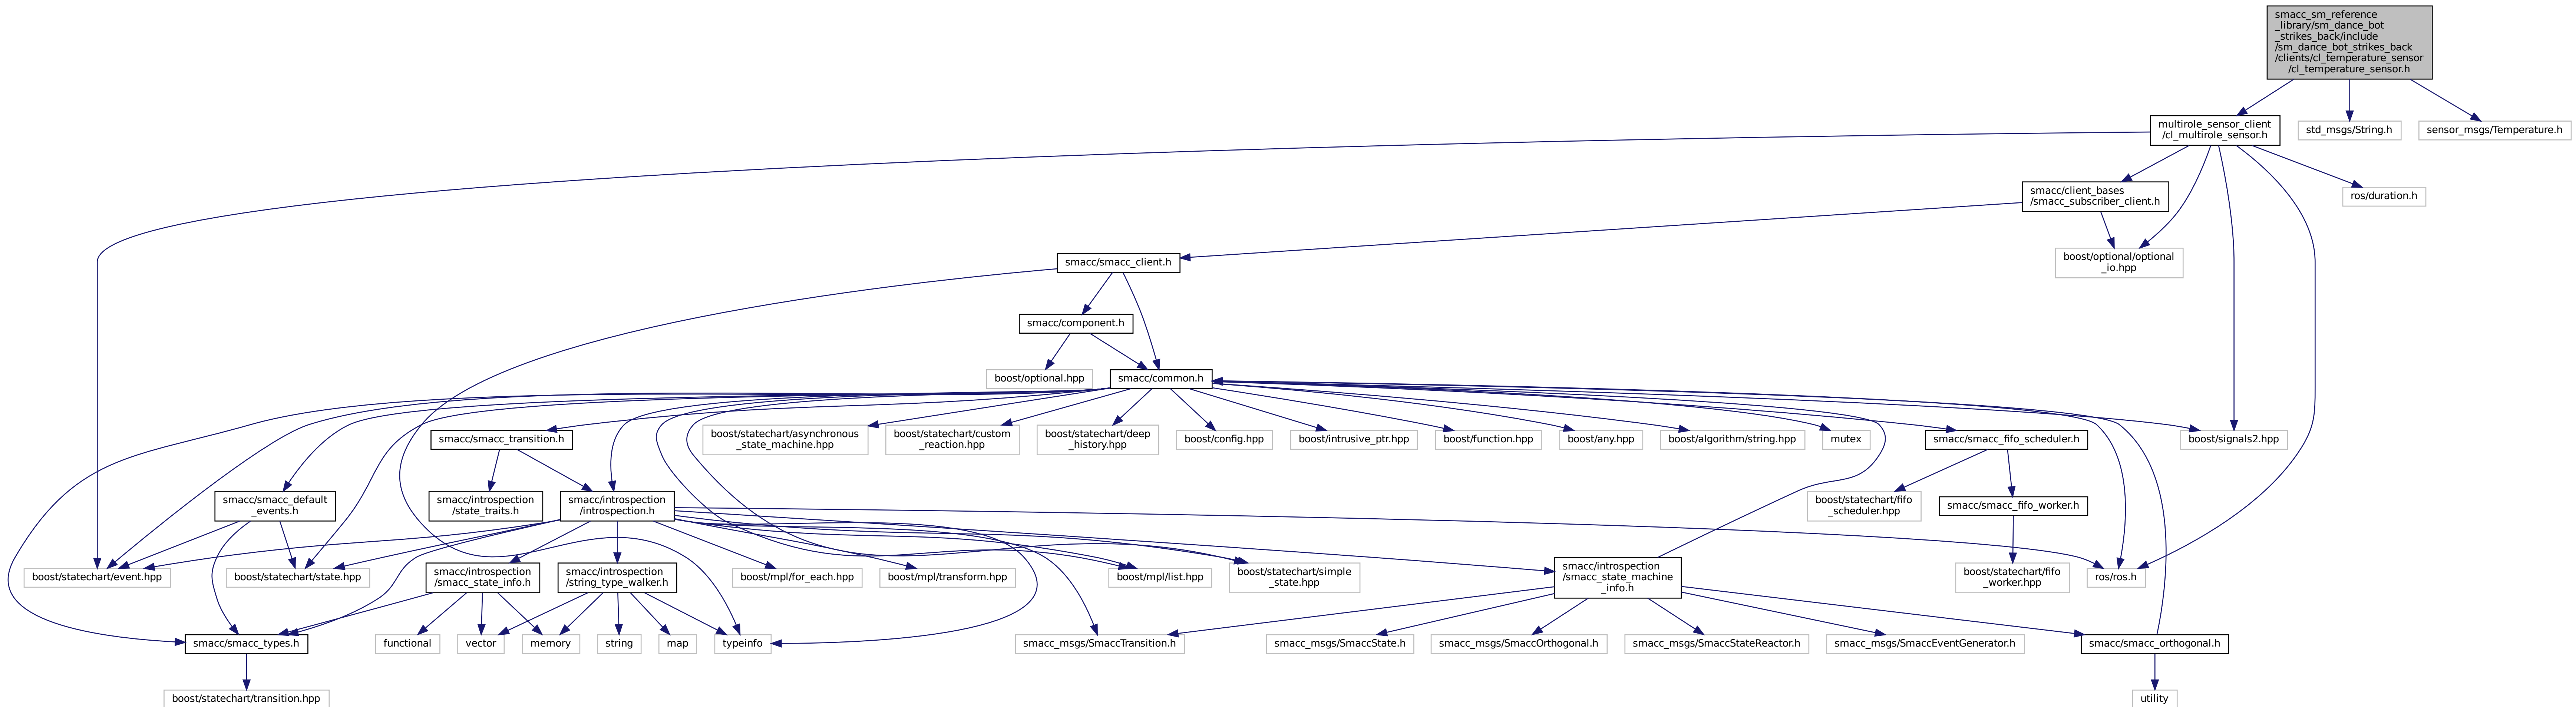 smacc_sm_reference
_library/sm_dance_bot
_strikes_back/include
/sm_dance_bot_strikes_back
/clients/cl_temperature_sensor
/cl_temperature_sensor.h
multirole_sensor_client
/cl_multirole_sensor.h
std_msgs/String.h
sensor_msgs/Temperature.h
smacc/client_bases
/smacc_subscriber_client.h
ros/duration.h
smacc/smacc_client.h
boost/optional/optional
_io.hpp
smacc/component.h
boost/optional.hpp
smacc/common.h
smacc/smacc_transition.h
boost/statechart/asynchronous
_state_machine.hpp
boost/statechart/custom
_reaction.hpp
boost/statechart/deep
_history.hpp
boost/config.hpp
boost/intrusive_ptr.hpp
boost/function.hpp
boost/any.hpp
boost/algorithm/string.hpp
mutex
smacc/smacc_fifo_scheduler.h
boost/signals2.hpp
smacc/smacc_default
_events.h
smacc/introspection
/state_traits.h
smacc/introspection
/introspection.h
boost/statechart/fifo
_scheduler.hpp
smacc/smacc_fifo_worker.h
boost/statechart/event.hpp
boost/statechart/state.hpp
smacc/introspection
/smacc_state_info.h
smacc/introspection
/string_type_walker.h
boost/mpl/for_each.hpp
boost/mpl/transform.hpp
boost/mpl/list.hpp
boost/statechart/simple
_state.hpp
smacc/introspection
/smacc_state_machine
_info.h
boost/statechart/fifo
_worker.hpp
ros/ros.h
smacc/smacc_types.h
functional
vector
memory
string
map
typeinfo
smacc_msgs/SmaccTransition.h
smacc_msgs/SmaccState.h
smacc_msgs/SmaccOrthogonal.h
smacc_msgs/SmaccStateReactor.h
smacc_msgs/SmaccEventGenerator.h
smacc/smacc_orthogonal.h
boost/statechart/transition.hpp
utility